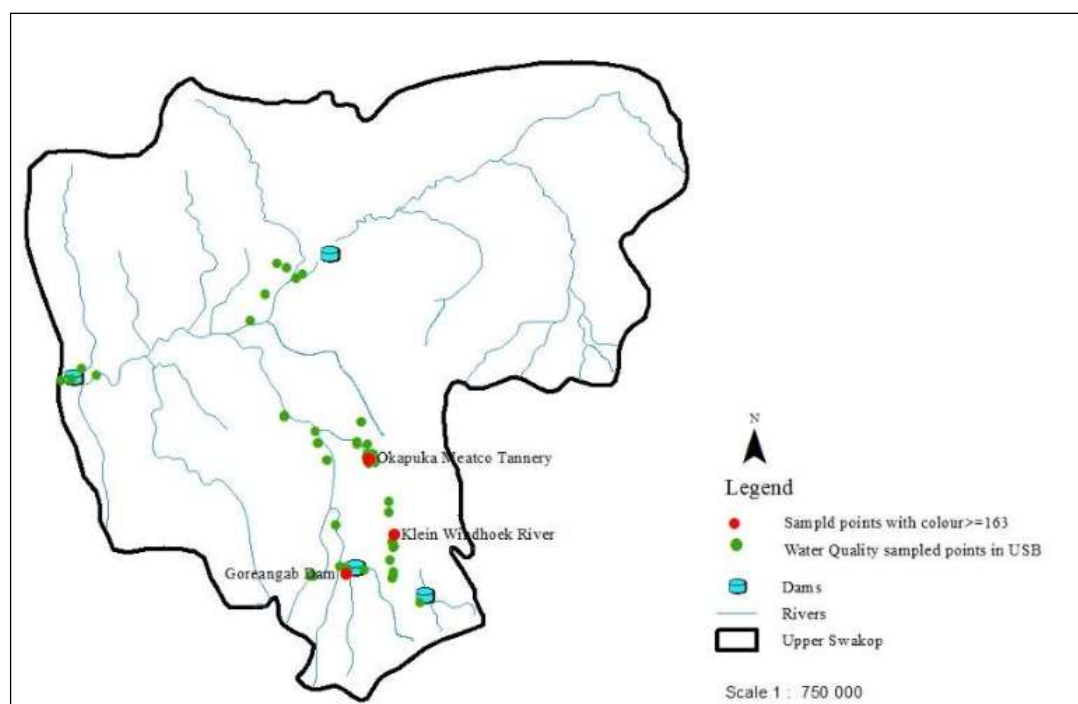 Okapuka Meatco Tannery
Klein Windhoek River
Goreangab Dam
N
Legend
Sampld points with colour>=163
Water Quality sampled points in USB
Dams
Rivers
Upper Swakop
Scale 1 : 750 000